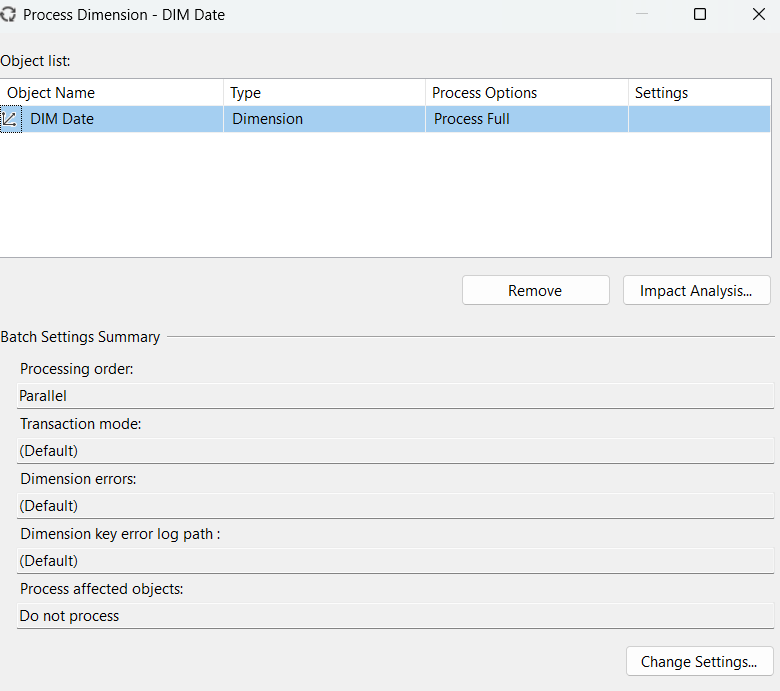 Process Dimension - DIM Date
Object list:
Object Name Type Process Options Settings
DIM Date Dimension Process Full
Remove Impact Analysis...
Batch Settings Summary
Processing order:
Parallel
Transaction mode:
(Default)
Dimension errors:
(Default)
Dimension key error log path :
(Default)
Process affected objects:
Do not process
Change Settings...